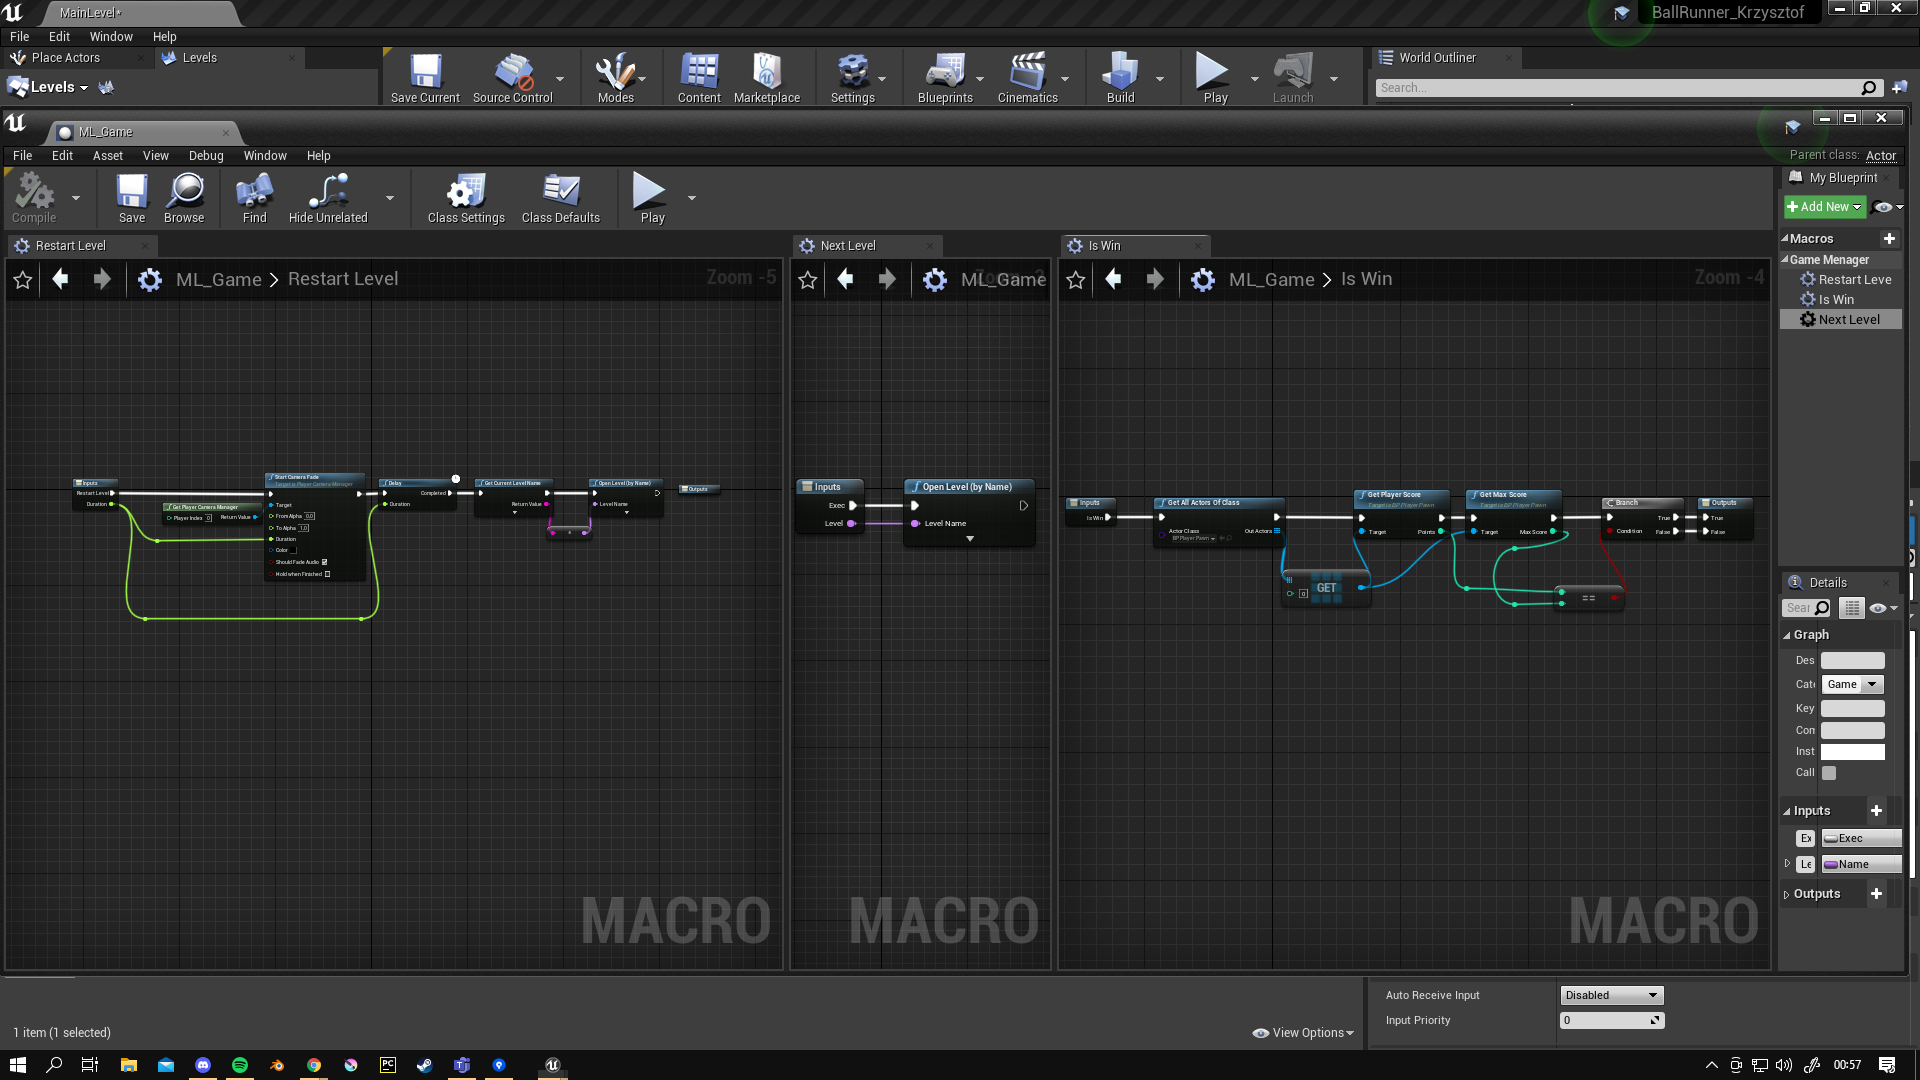 MainLevel*
BallRunner_Krzysztof
File Edit Window Help
Place Actors
Levels
World Outliner
Levels
Save Current
Source Control
Modes
Content
Marketplace
Settings
Blueprints
Cinematics
Build
Play
Launch
Search...
ML_Game
File Edit Asset View Debug Window Help
Parent class: Actor
Compile
Save
Browse
Find
Hide Unrelated
Class Settings
Class Defaults
Play
My Blueprint
Add New
Restart Level
Next Level
Is Win
Macros
Game Menager
Restart Leve
Is Win
Next Level
ML_Game > Restart Level
Zoom -5
ML_Game
ML_Game > Is Win
Zoom -4
Inputs
Restart Level
Duration
Get Player Camera Manager
Player Index 0
Return Value
Start Camera Fade
Target is Player Camera Manager
Target
From Alpha 0.0
To Alpha 1.0
Duration
Color
Should Fade Audio
Hold when Finished
Delay
Completed
Duration
Get Current Level Name
Return Value
Open Level (by Name)
Level Name
Outputs
MACRO
Inputs
Exec
Level
Open Level (by Name)
Level Name
MACRO
Inputs
Is Win
Get All Actors Of Class
Actor Class
BP Player Pawn
Out Actors
GET
0
Get Player Score
Target is BP Player Pawn
Target
Points
Get Max Score
Target is BP Player Pawn
Target
Max Score
==
Branch
Condition
True
False
Outputs
True
False
MACRO
Details
Sear
Graph
Des
Cate
Game
Key
Com
Inst
Call
Inputs
Ex
Exec
Le
Name
Outputs
1 item (1 selected)
View Options
Auto Receive Input
Disabled
Input Priority
0
PC
00:57